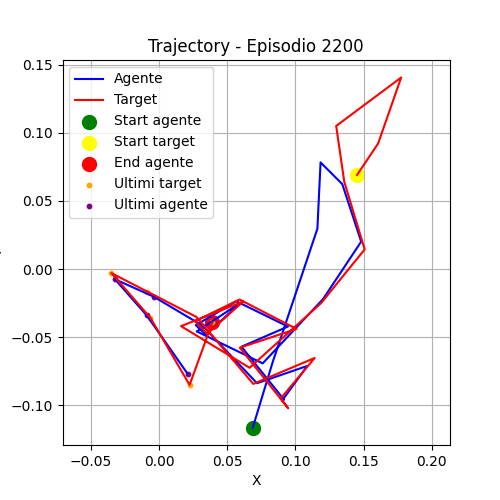 Trajectory - Episodio 2200
Agente
Target
Start agente
Start target
End agente
Ultimi target
Ultimi agente
0.15
0.10
0.05
0.00
−0.05
−0.10
−0.05
0.00
0.05
0.10
0.15
0.20
X